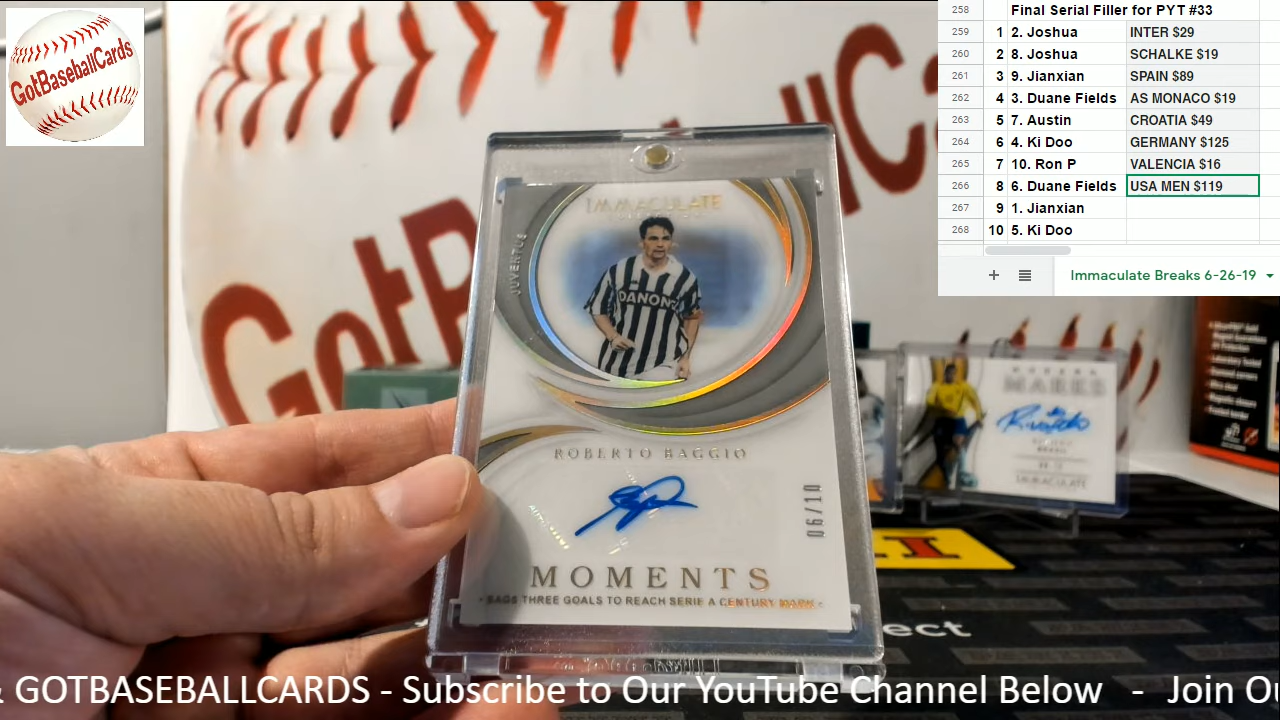 GotBaseballCards
258 Final Serial Filler for PYT #33
259 1 2. Joshua INTER $29
260 2 8. Joshua SCHALKE $19
261 3 9. Jianxian SPAIN $89
262 4 3. Duane Fields AS MONACO $19
263 5 7. Austin CROATIA $49
264 6 4. Ki Doo GERMANY $125
265 7 10. Ron P VALENCIA $16
266 8 6. Duane Fields USA MEN $119
267 9 1. Jianxian
268 10 5. Ki Doo
Immaculate Breaks 6-26-19
IMMACULATE
JUVENTUS
DANONE
ROBERTO BAGGIO
06/10
MOMENTS
BAGS THREE GOALS TO REACH SERIE A CENTURY MARK
MARKS
IMMACULATE
ect
& GOTBASEBALLCARDS - Subscribe to Our YouTube Channel Below - Join Ou